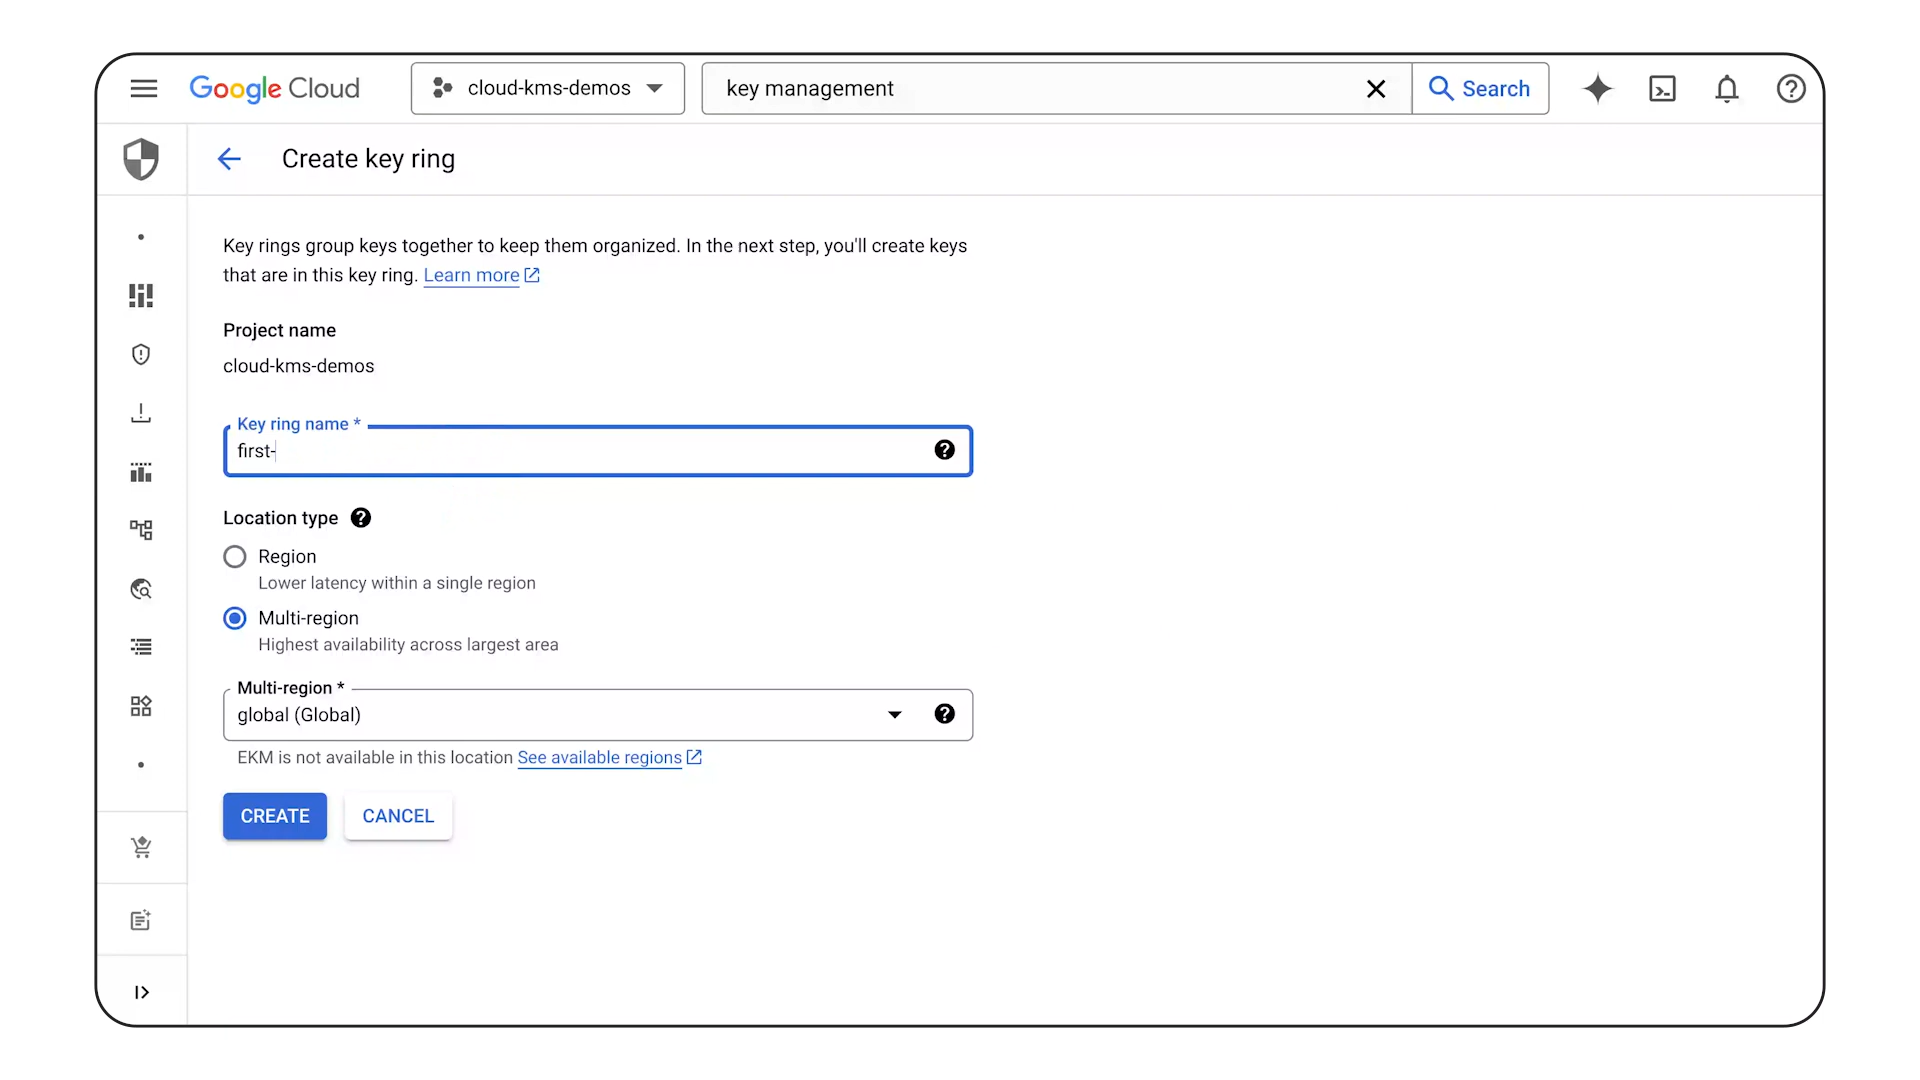 Google Cloud
cloud-kms-demos
key management
Search
Create key ring
Key rings group keys together to keep them organized. In the next step, you'll create keys
that are in this key ring. Learn more
Project name
cloud-kms-demos
Key ring name *
first-
Location type
Region
Lower latency within a single region
Multi-region
Highest availability across largest area
Multi-region *
global (Global)
EKM is not available in this location See available regions
CREATE
CANCEL